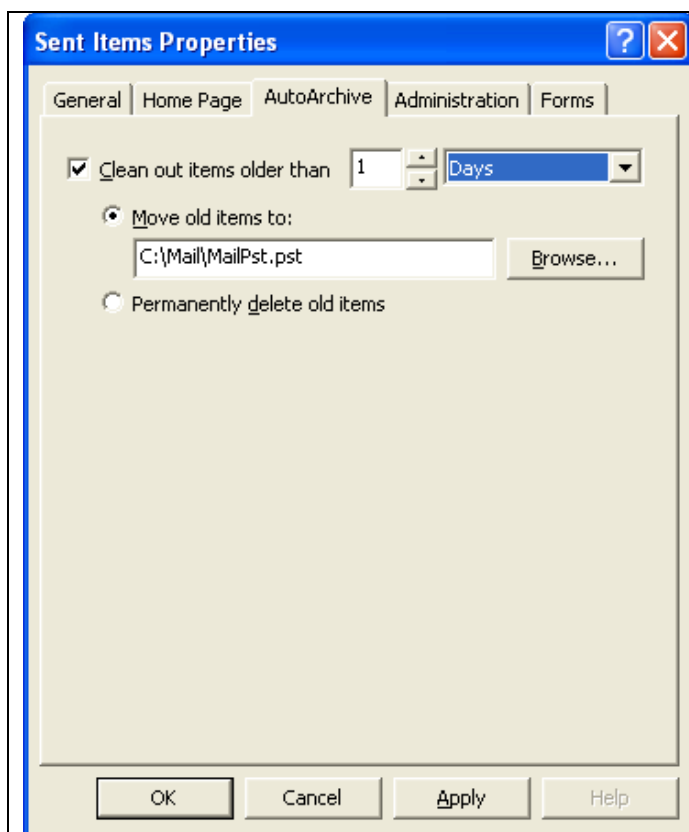 Sent Items Properties
General Home Page AutoArchive Administration Forms
Clean out items older than 1 Days
Move old items to:
C:\Mail\MailPst.pst Browse...
Permanently delete old items
OK Cancel Apply Help